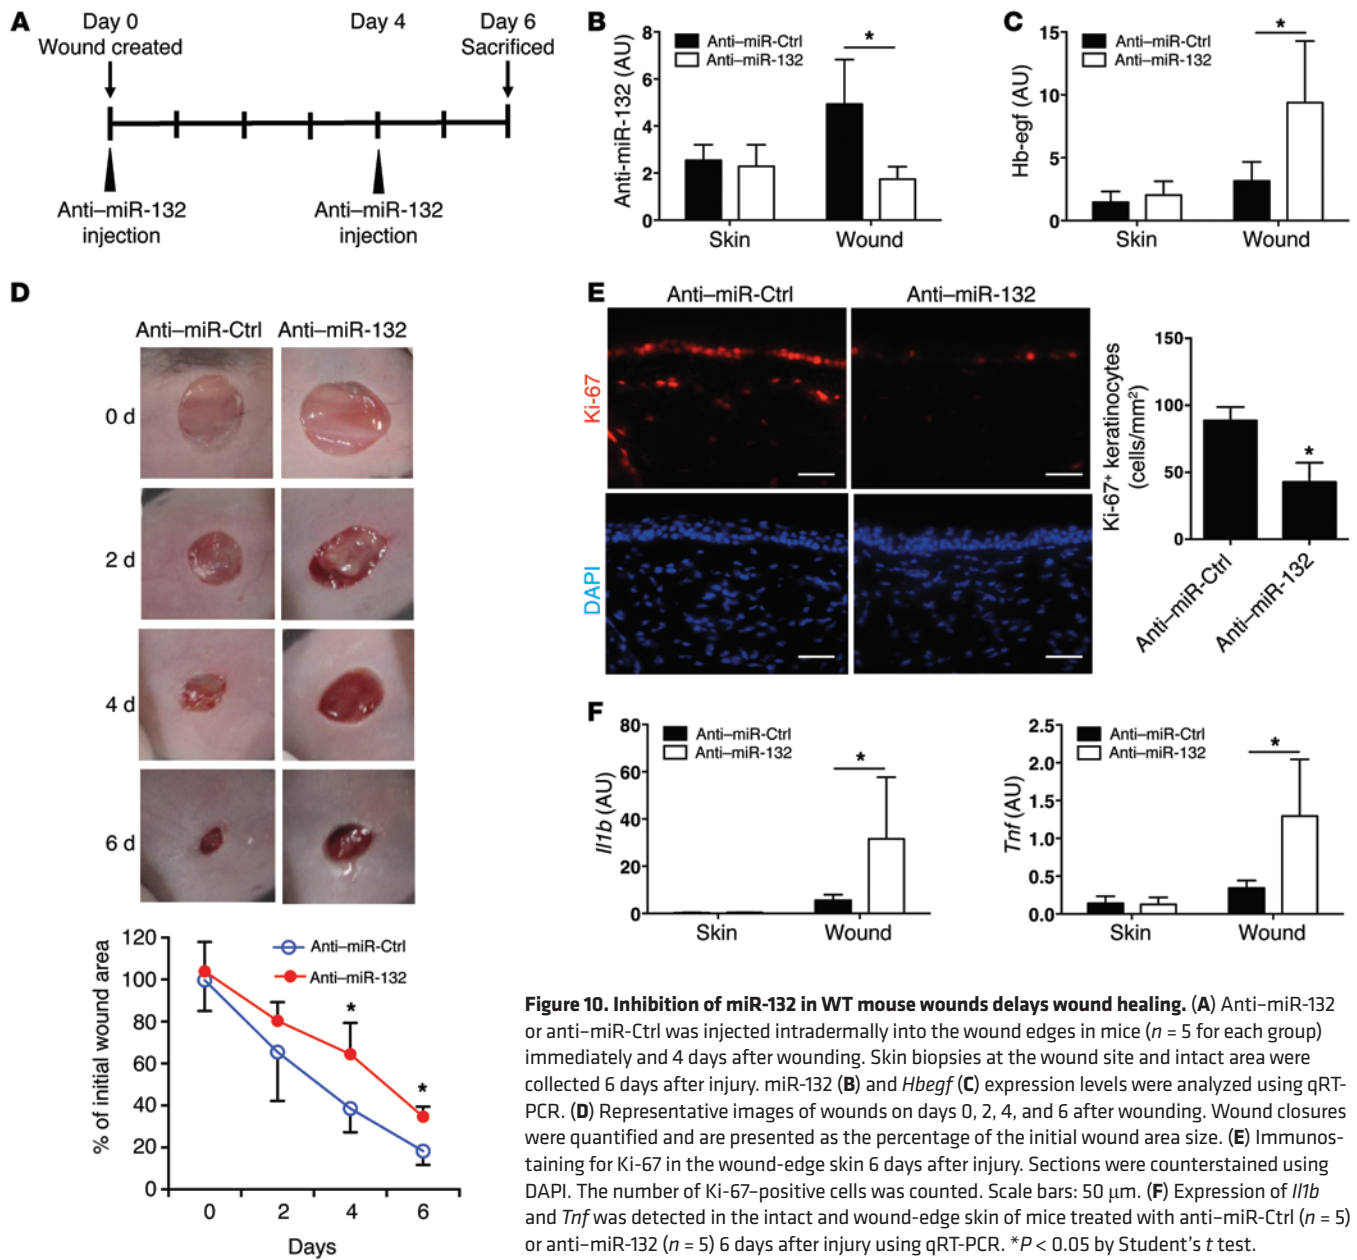 A
Day 0
Wound created
Day 4
Day 6
Sacrificed
Anti–miR-132
injection
Anti–miR-132
injection
B
Anti–miR-132 (AU)
8
6
4
2
0
Anti–miR-Ctrl
Anti–miR-132
*
Skin
Wound
C
Hb-egf (AU)
15
10
5
0
Anti–miR-Ctrl
Anti–miR-132
*
Skin
Wound
D
Anti–miR-Ctrl
Anti–miR-132
0 d
2 d
4 d
6 d
% of initial wound area
120
100
80
60
40
20
0
Anti–miR-Ctrl
Anti–miR-132
*
*
0
2
4
6
Days
E
Anti–miR-Ctrl
Anti–miR-132
Ki-67
DAPI
Ki-67+ keratinocytes
(cells/mm²)
150
100
50
0
*
Anti–miR-Ctrl
Anti–miR-132
F
Il1b (AU)
80
60
40
20
0
Anti–miR-Ctrl
Anti–miR-132
*
Skin
Wound
Tnf (AU)
2.5
2.0
1.5
1.0
0.5
0.0
Anti–miR-Ctrl
Anti–miR-132
*
Skin
Wound
Figure 10. Inhibition of miR-132 in WT mouse wounds delays wound healing. (A) Anti–miR-132
or anti–miR-Ctrl was injected intradermally into the wound edges in mice (n = 5 for each group)
immediately and 4 days after wounding. Skin biopsies at the wound site and intact area were
collected 6 days after injury. miR-132 (B) and Hbegf (C) expression levels were analyzed using qRT-
PCR. (D) Representative images of wounds on days 0, 2, 4, and 6 after wounding. Wound closures
were quantified and are presented as the percentage of the initial wound area size. (E) Immunos-
taining for Ki-67 in the wound-edge skin 6 days after injury. Sections were counterstained using
DAPI. The number of Ki-67–positive cells was counted. Scale bars: 50 μm. (F) Expression of Il1b
and Tnf was detected in the intact and wound-edge skin of mice treated with anti–miR-Ctrl (n = 5)
or anti–miR-132 (n = 5) 6 days after injury using qRT-PCR. *P < 0.05 by Student's t test.